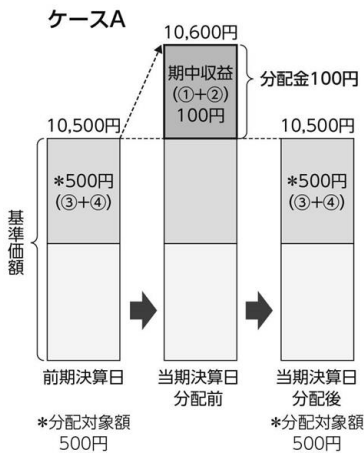 ケースA
10,600円
期中収益
(①+②)
100円
分配金100円
10,500円
10,500円
*500円
(③+④)
*500円
(③+④)
基準価額
前期決算日
当期決算日
分配前
当期決算日
分配後
*分配対象額
500円
*分配対象額
500円